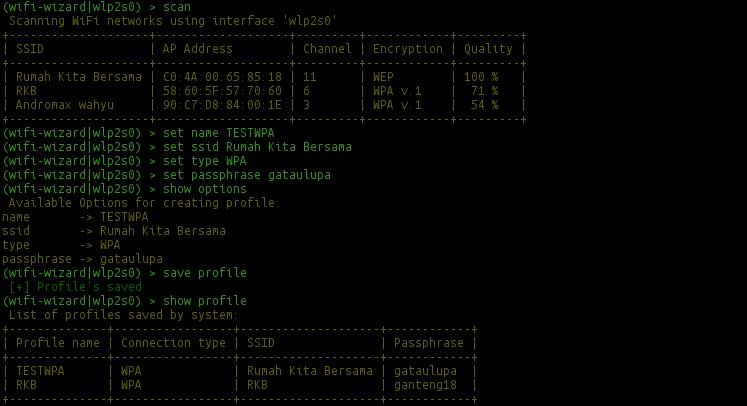 (wifi-wizard|wlp2s0) > scan
 Scanning WiFi networks using interface 'wlp2s0'
+--------------------+-------------------+---------+------------+---------+
| SSID               | AP Address        | Channel | Encryption | Quality |
+--------------------+-------------------+---------+------------+---------+
| Rumah Kita Bersama | C0:4A:00:65:85:18 | 11      | WEP        | 100 %   |
| RKB                | 58:60:5F:57:70:60 | 6       | WPA v.1    |  71 %   |
| Andromax wahyu     | 90:C7:D8:84:00:1E | 3       | WPA v.1    |  54 %   |
+--------------------+-------------------+---------+------------+---------+
(wifi-wizard|wlp2s0) > set name TESTWPA
(wifi-wizard|wlp2s0) > set ssid Rumah Kita Bersama
(wifi-wizard|wlp2s0) > set type WPA
(wifi-wizard|wlp2s0) > set passphrase gataulupa
(wifi-wizard|wlp2s0) > show options
 Available Options for creating profile:
name       -> TESTWPA
ssid       -> Rumah Kita Bersama
type       -> WPA
passphrase -> gataulupa
(wifi-wizard|wlp2s0) > save profile
 [+] Profile's saved
(wifi-wizard|wlp2s0) > show profile
 List of profiles saved by system:
+--------------+-----------------+--------------------+------------+
| Profile name | Connection type | SSID               | Passphrase |
+--------------+-----------------+--------------------+------------+
| TESTWPA      | WPA             | Rumah Kita Bersama | gataulupa  |
| RKB          | WPA             | RKB                | ganteng18  |
+--------------+-----------------+--------------------+------------+